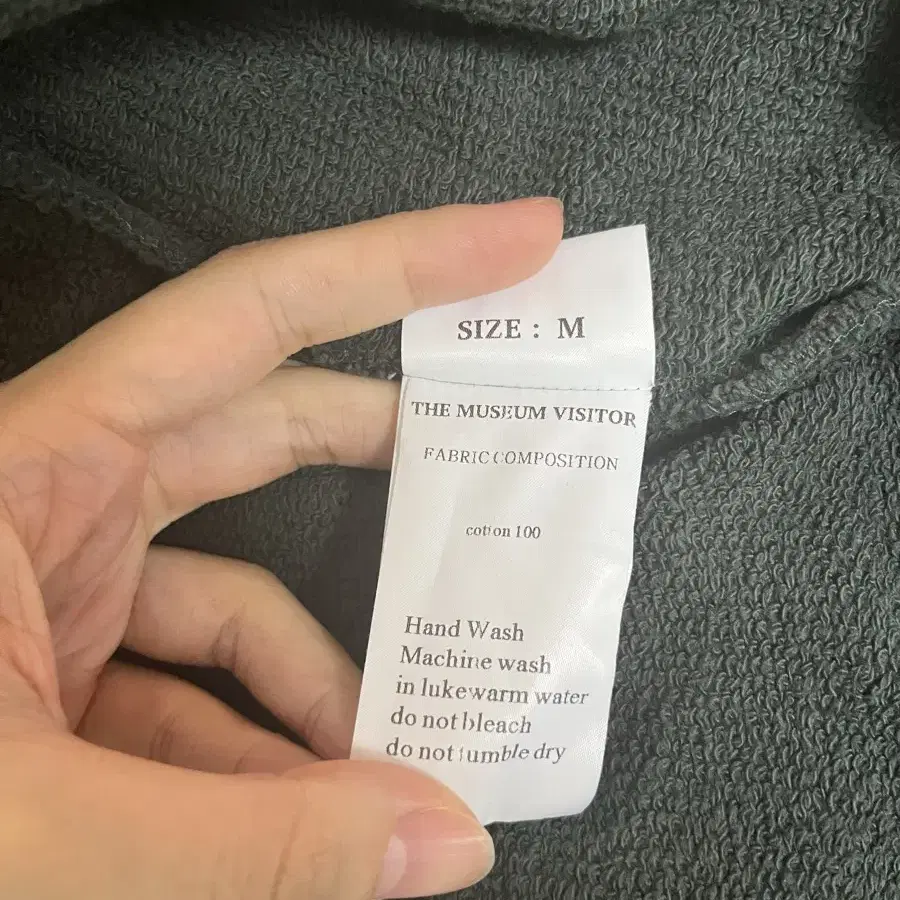 SIZE : M
THE MUSEUM VISITOR
FABRIC COMPOSITION
cotton 100
Hand Wash
Machine wash
in lukewarm water
do not bleach
do not tumble dry